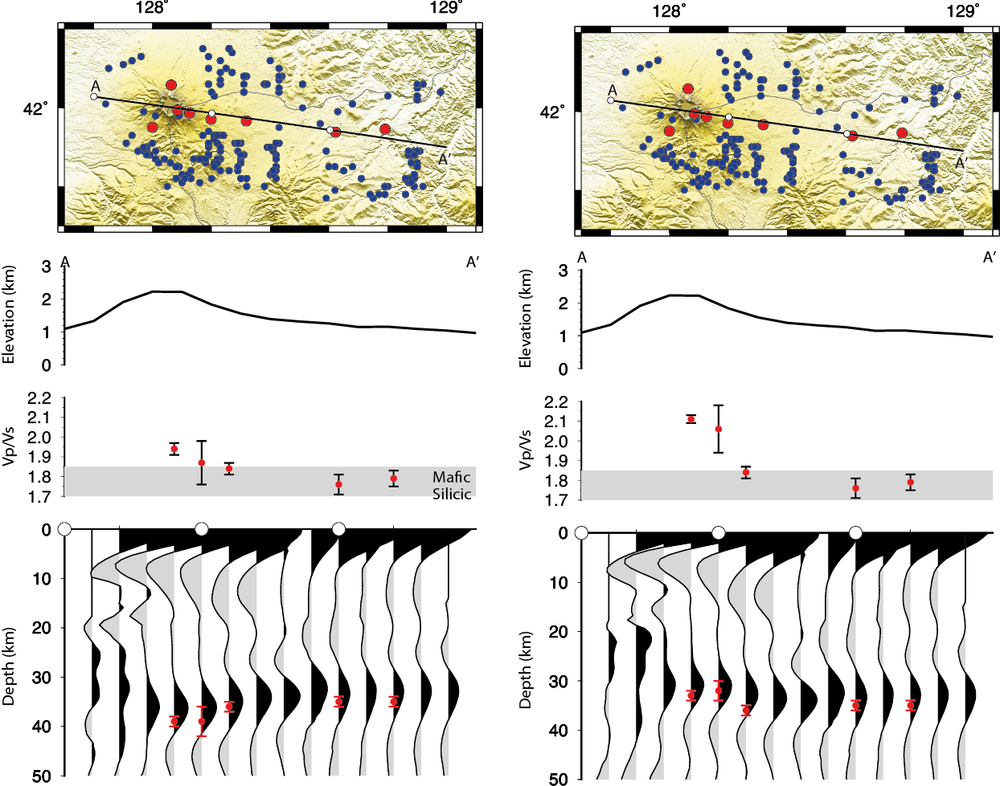 128° 129°
A
42°
A'
A A'
Elevation (km)
3
2
1
0
Vp/Vs
2.2
2.1
2.0
1.9
1.8
1.7
Mafic
Silicic
Depth (km)
0
10
20
30
40
50
128° 129°
A
42°
A'
A A'
Elevation (km)
3
2
1
0
Vp/Vs
2.2
2.1
2.0
1.9
1.8
1.7
Depth (km)
0
10
20
30
40
50